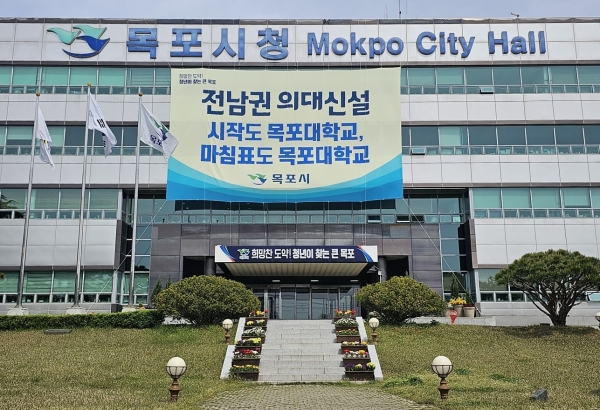 목포시청 Mokpo City Hall
희망찬 도약!
청년이 찾는 큰 목포
전남권 의대신설
시작도 목포대학교,
마침표도 목포대학교
목포시
희망찬 도약! 청년이 찾는 큰 목포